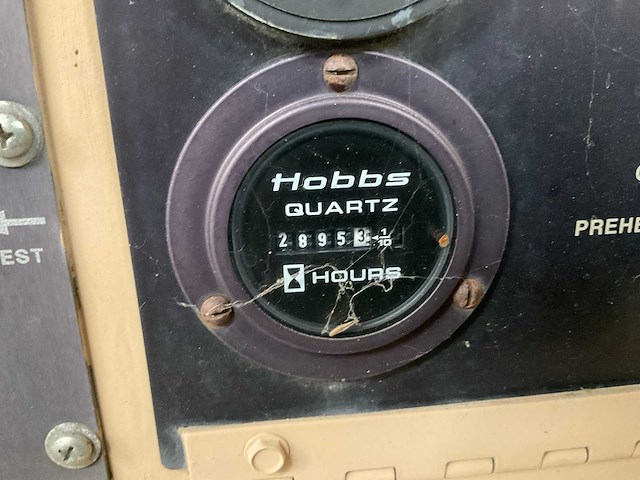 Hobbs
QUARTZ
28953 1/10
HOURS
EST
PREHE